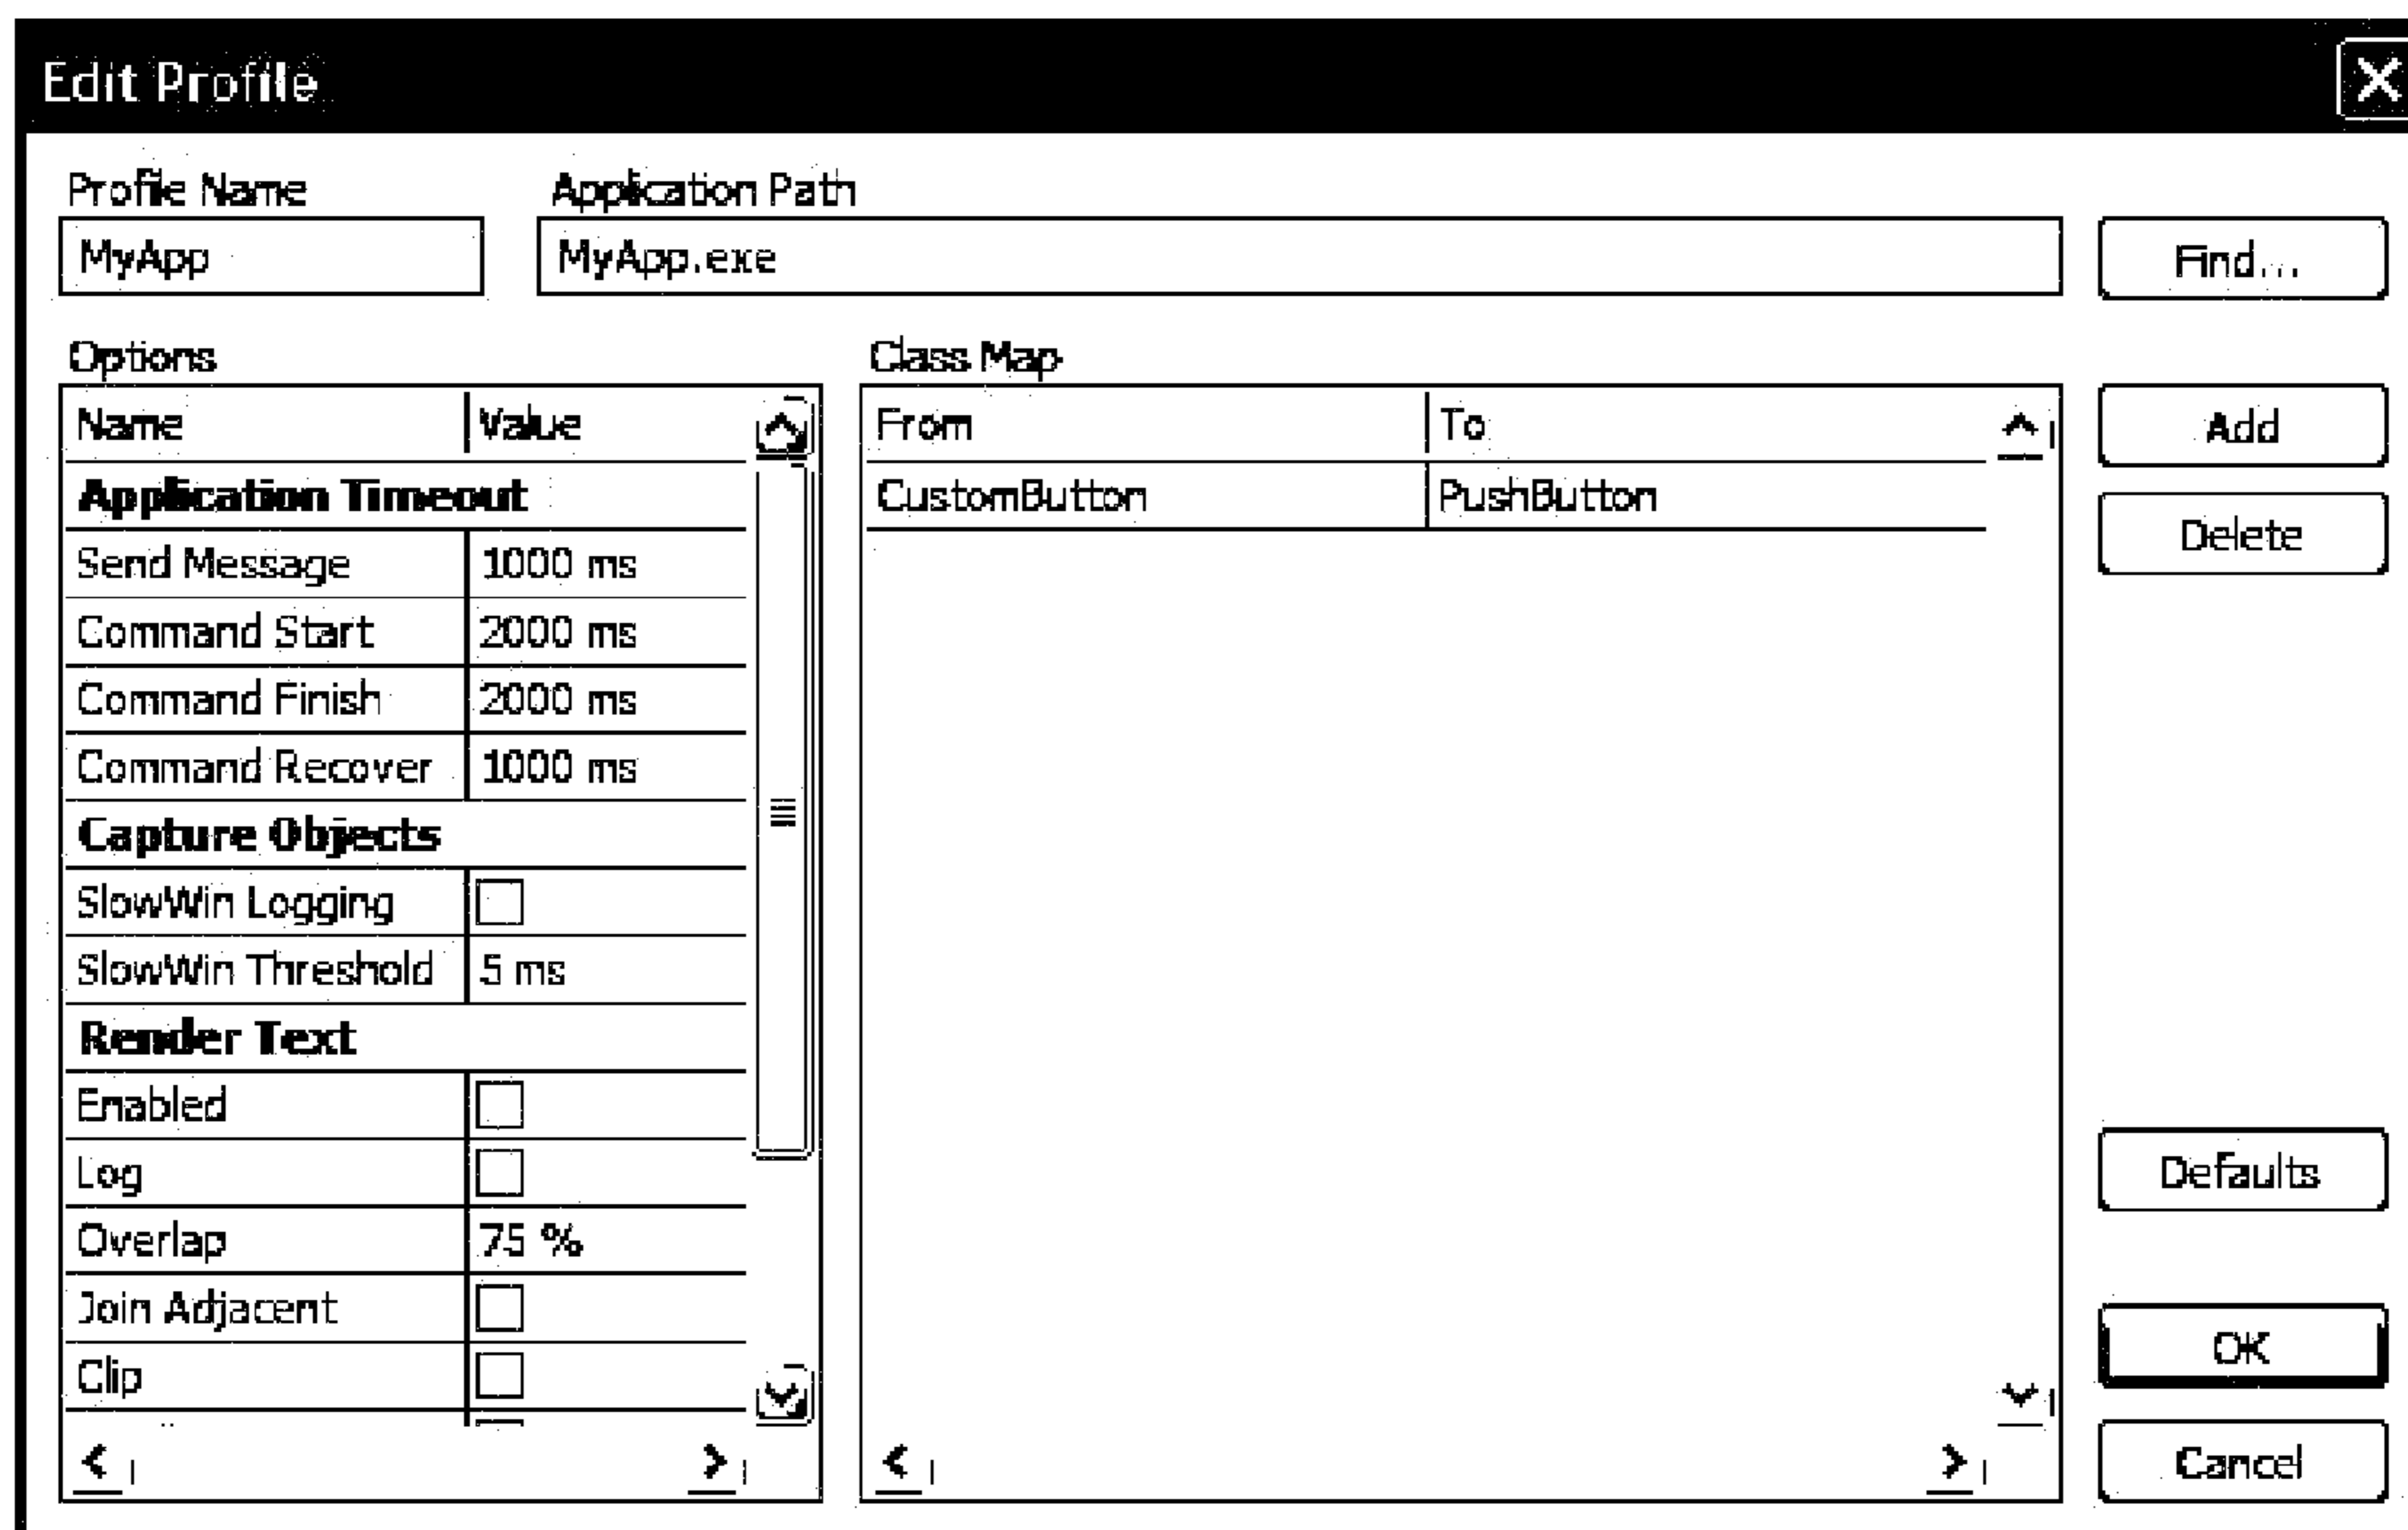 Edit Profile
Profile Name
Application Path
MyApp
MyApp.exe
Find...
Options
Name Value
Application Timeout
Send Message 1000 ms
Command Start 2000 ms
Command Finish 2000 ms
Command Recover 1000 ms
Capture Objects
SlowWin Logging
SlowWin Threshold 5 ms
Render Text
Enabled
Log
Overlap 75 %
Join Adjacent
Clip
Class Map
From To
CustomButton PushButton
Add
Delete
Defaults
OK
Cancel